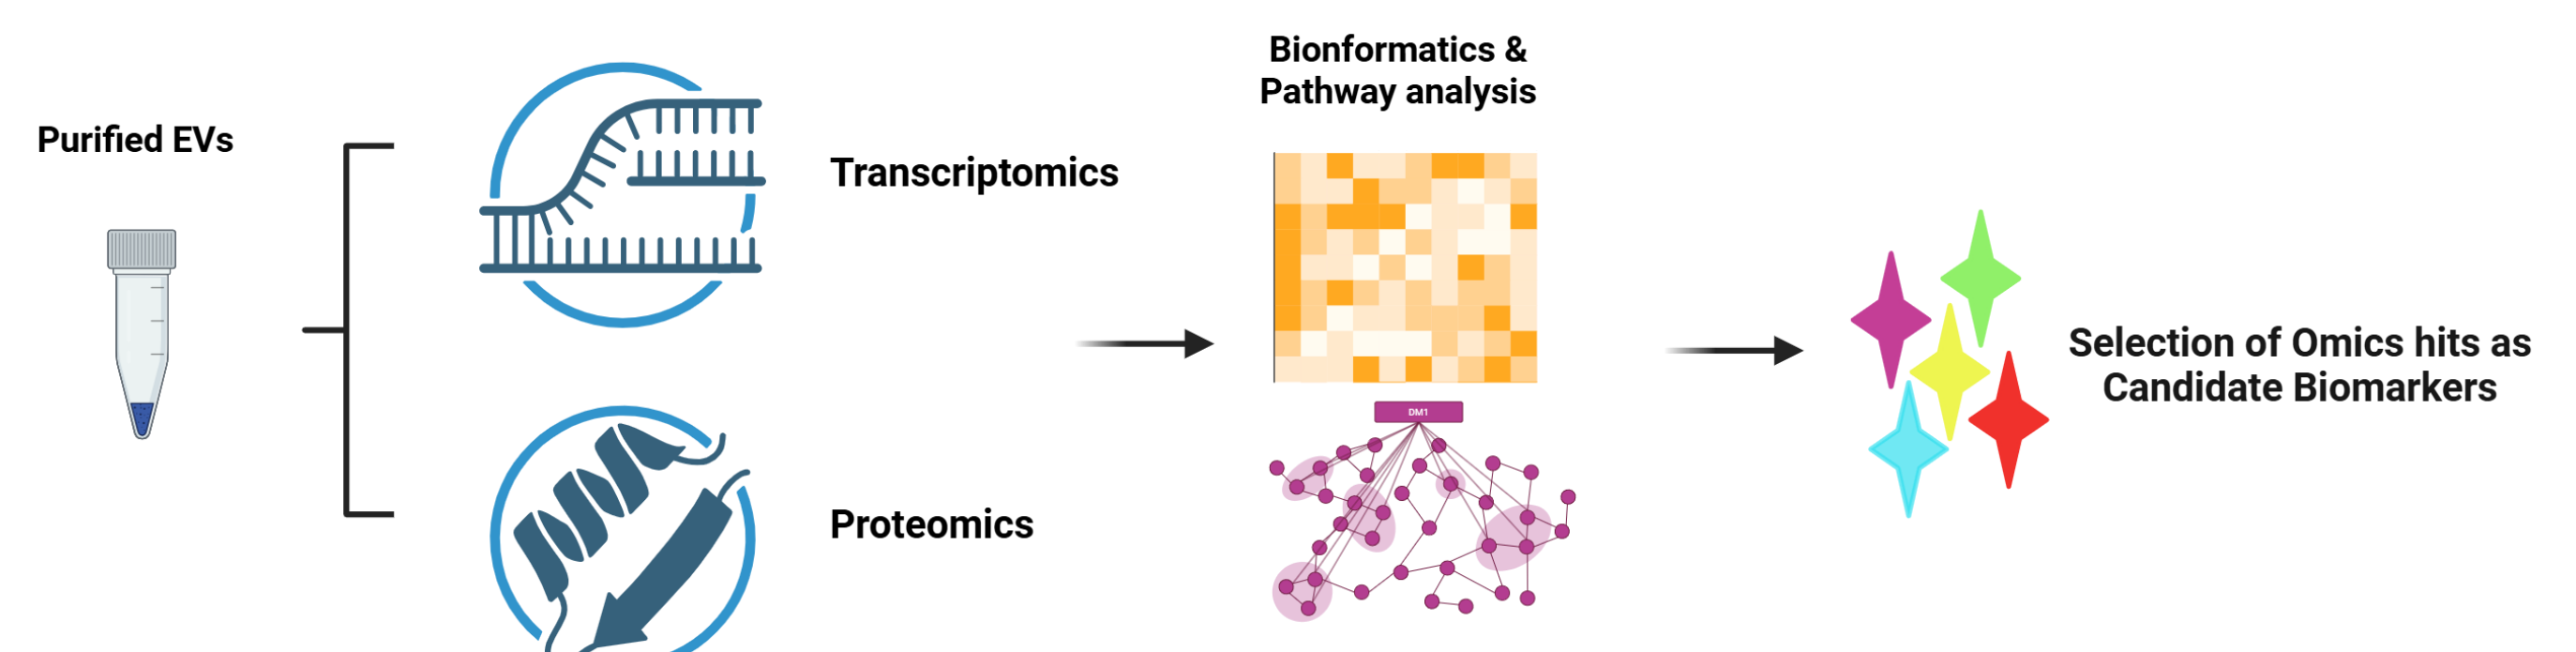 Purified EVs
Transcriptomics
Proteomics
Bionformatics &
Pathway analysis
DM1
Selection of Omics hits as
Candidate Biomarkers